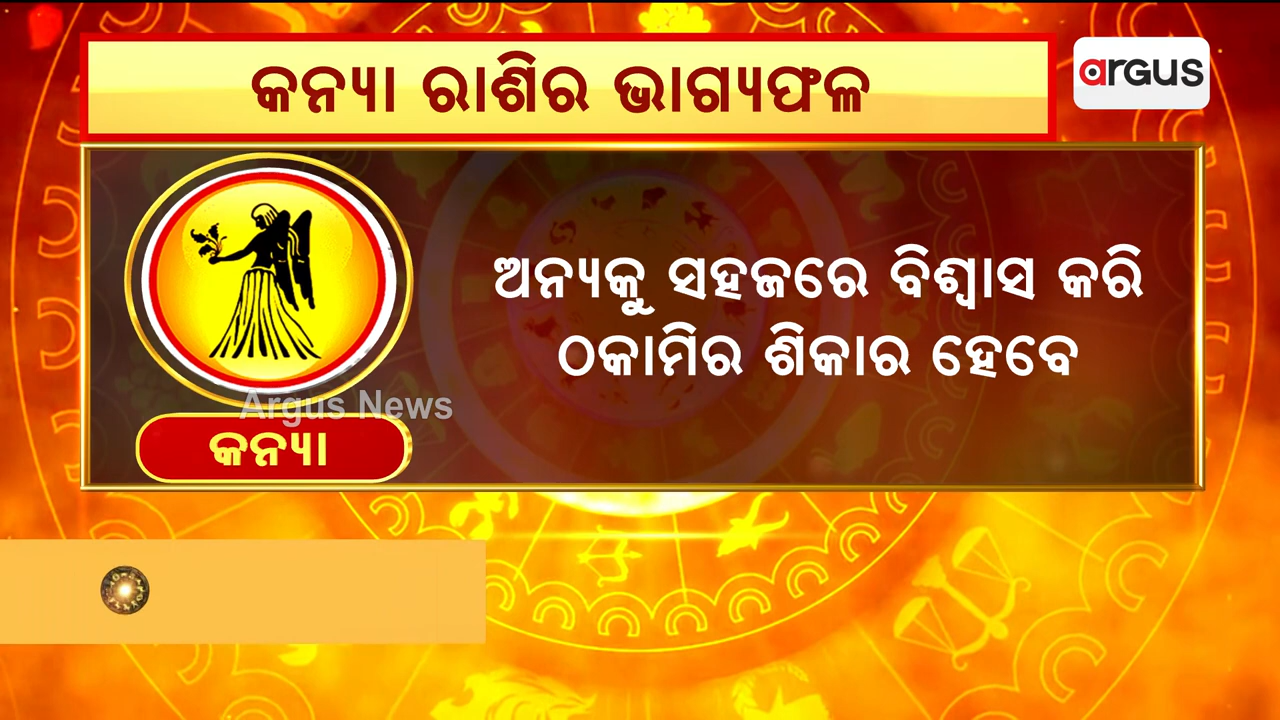 କନ୍ୟା ରାଶିର ଭାଗ୍ୟଫଳ
argus
ଅନ୍ୟକୁ ସହଜରେ ବିଶ୍ୱାସ କରି
ଠକାମିର ଶିକାର ହେବେ
Argus News
କନ୍ୟା